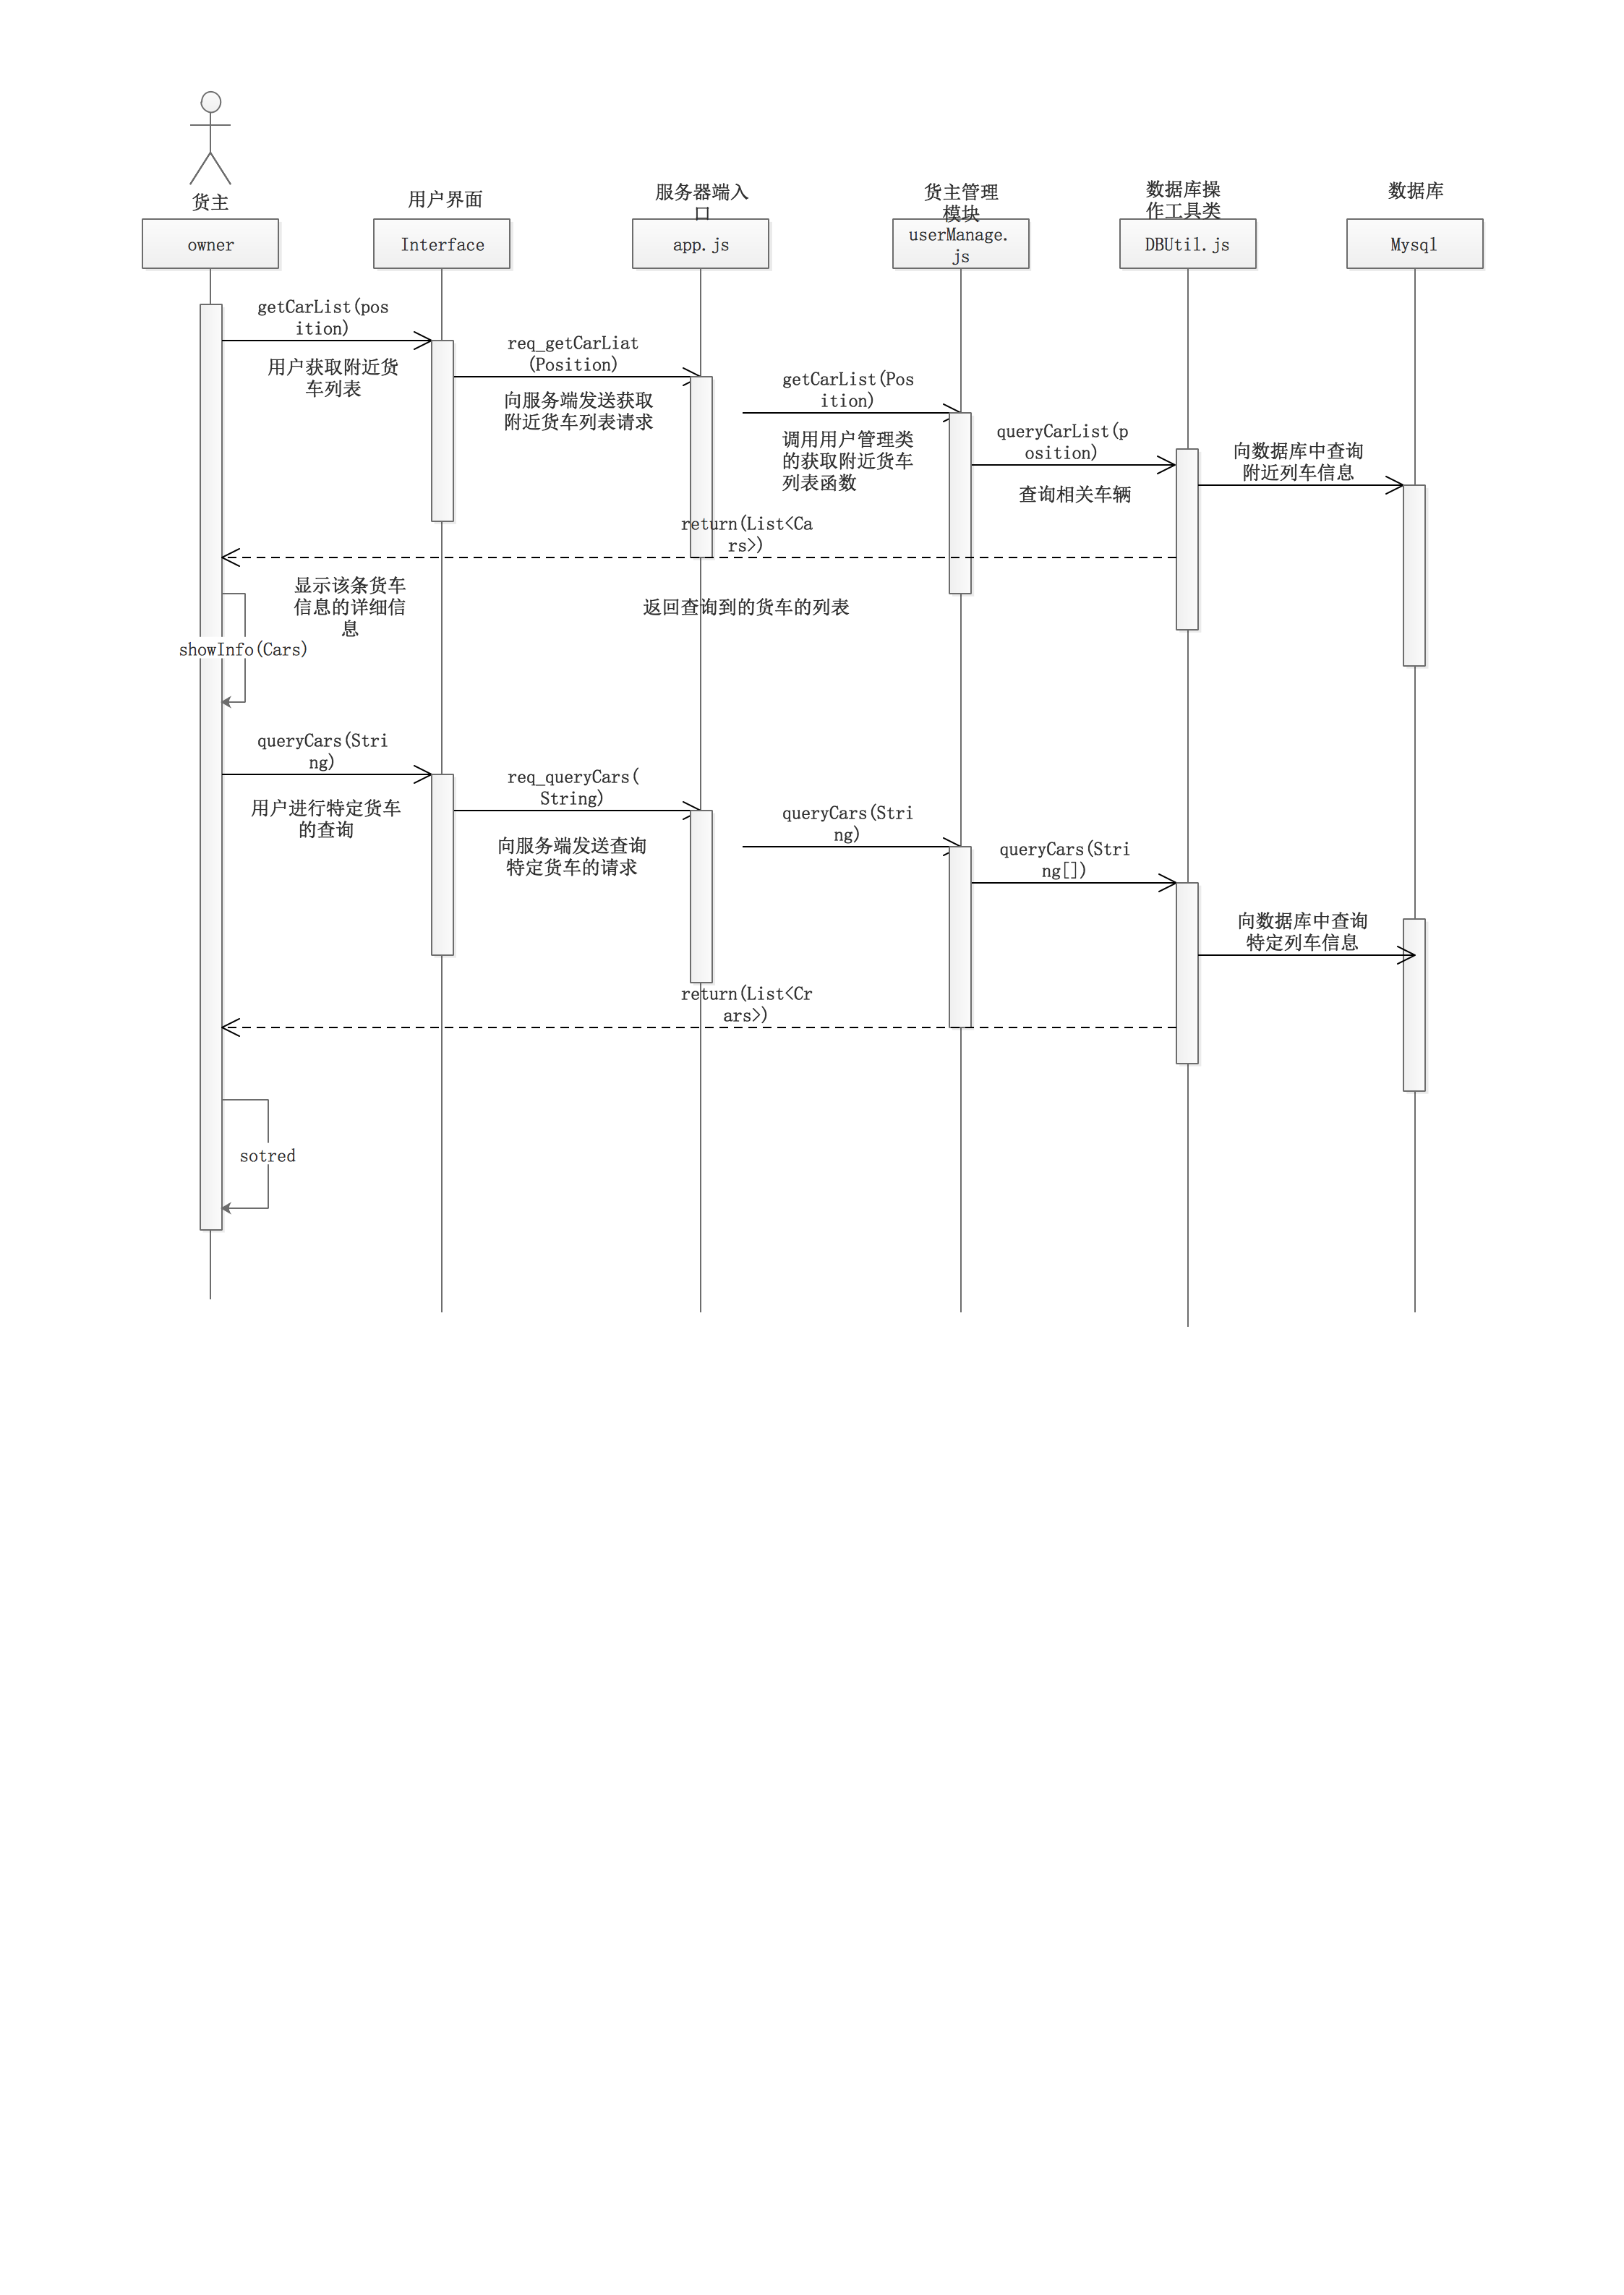 货主
用户界面
服务器端入
口
货主管理
模块
数据库操
作工具类
数据库
owner
Interface
app.js
userManage.
js
DBUtil.js
Mysql
getCarList(pos
ition)
用户获取附近货
车列表
req_getCarLiat
(Position)
向服务端发送获取
附近货车列表请求
getCarList(Pos
ition)
调用用户管理类
的获取附近货车
列表函数
queryCarList(p
osition)
查询相关车辆
向数据库中查询
附近列车信息
return(List<Ca
rs>)
返回查询到的货车的列表
显示该条货车
信息的详细信
息
showInfo(Cars)
queryCars(Stri
ng)
用户进行特定货车
的查询
req_queryCars(
String)
向服务端发送查询
特定货车的请求
queryCars(Stri
ng)
queryCars(Stri
ng[])
向数据库中查询
特定列车信息
return(List<Cr
ars>)
sotred